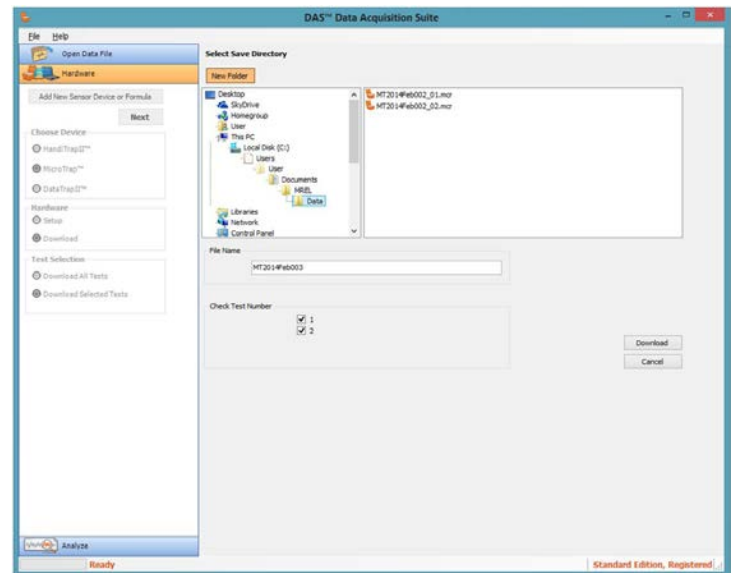 DAS™ Data Acquisition Suite
File Help
Open Data File
Hardware
Add New Sensor Device or Formula
Next
Choose Device
HandiTrapII™
MicroTrap™
DataTrapII™
Hardware
Setup
Download
Test Selection
Download All Tests
Download Selected Tests
Analyze
Select Save Directory
New Folder
Desktop
SkyDrive
Homegroup
User
This PC
Local Disk (C:)
Users
User
Documents
MREL
Data
Libraries
Network
Control Panel
MT2014Feb002_01.mcr
MT2014Feb002_02.mcr
File Name
MT2014Feb003
Check Test Number
1
2
Download
Cancel
Ready
Standard Edition, Registered